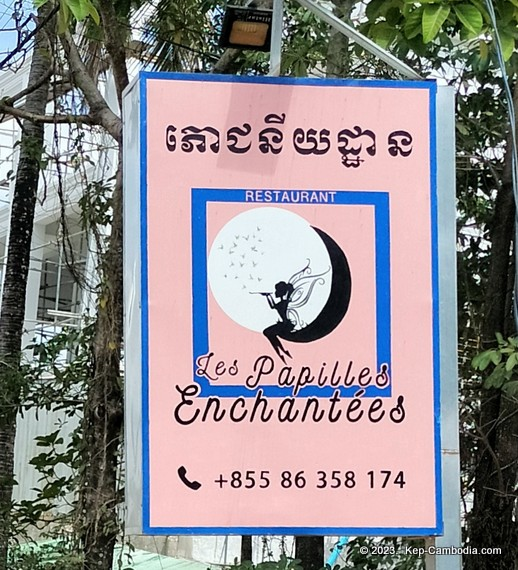 ភោជនីយដ្ឋាន
RESTAURANT
Les Papilles
Enchantées
+855 86 358 174
© 2023 - Kep-Cambodia.com